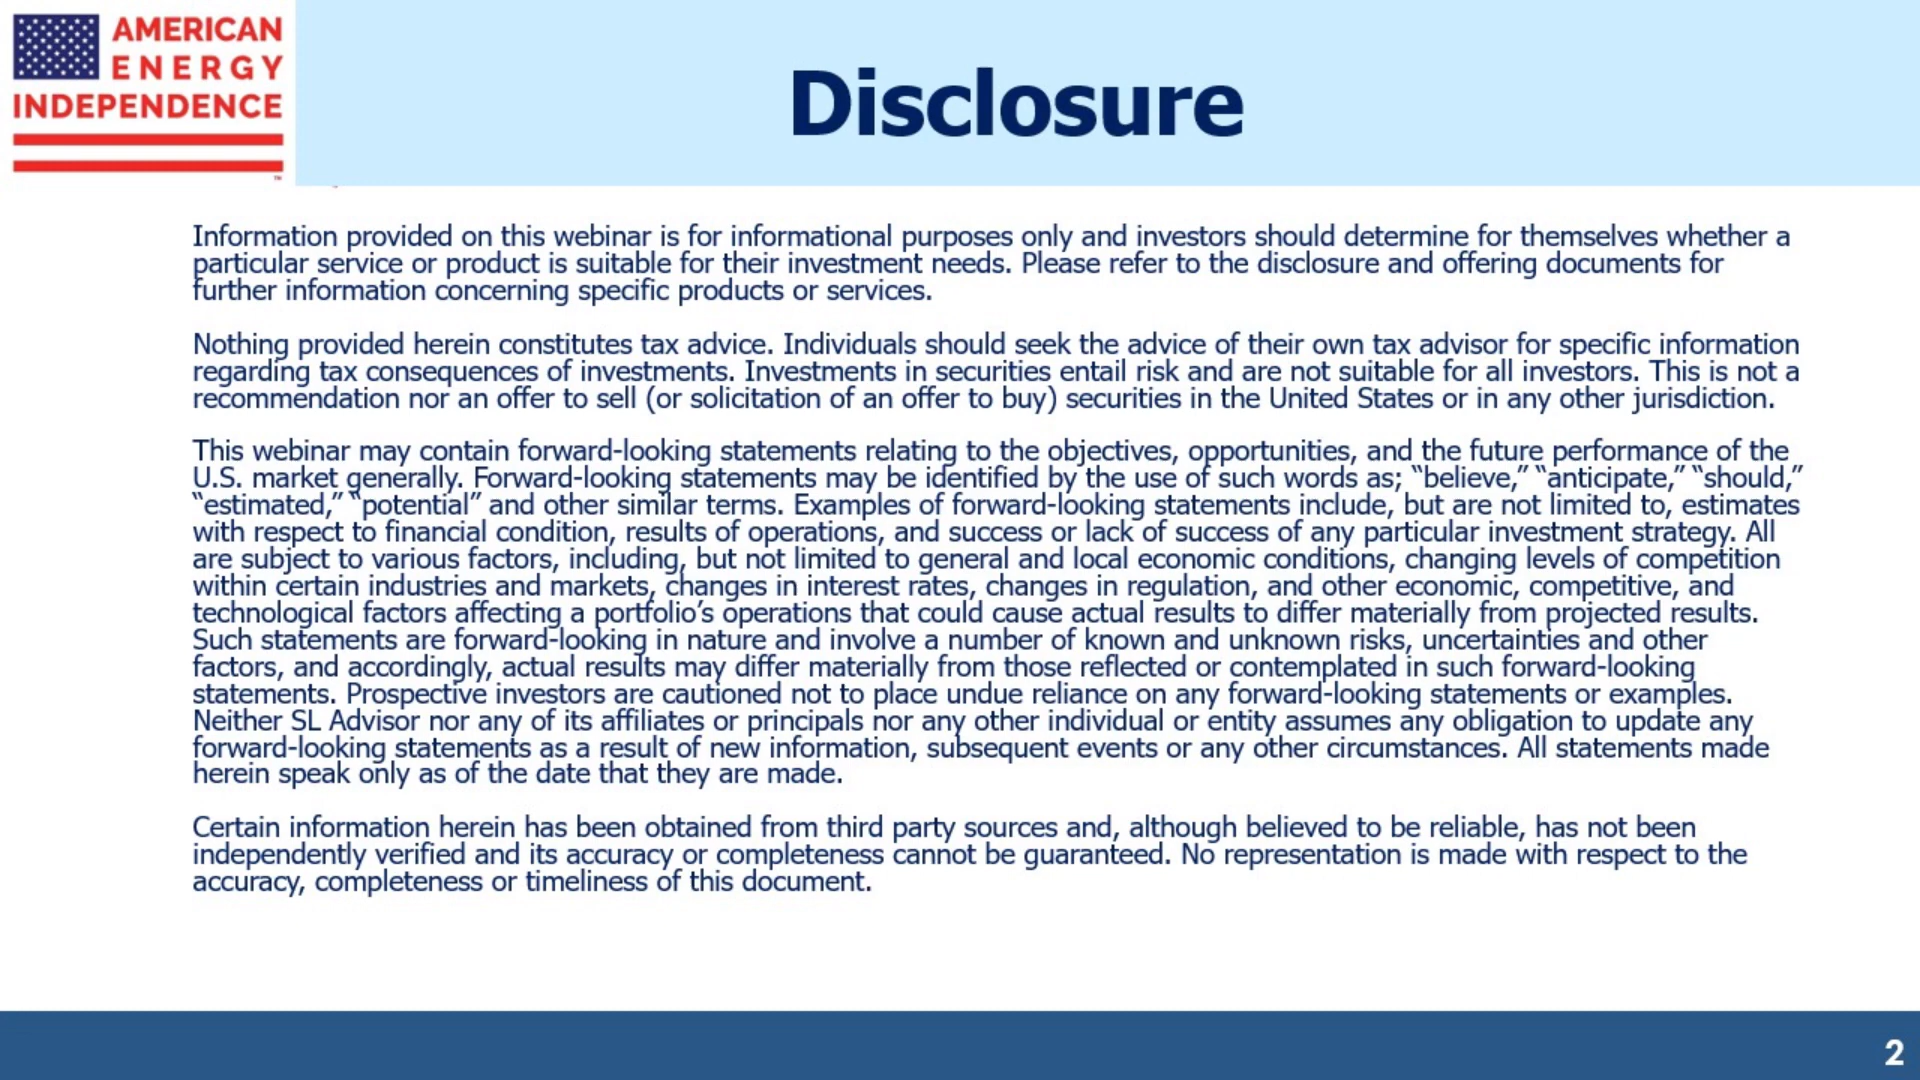 AMERICAN
ENERGY
INDEPENDENCE
TM
Disclosure
Information provided on this webinar is for informational purposes only and investors should determine for themselves whether a
particular service or product is suitable for their investment needs. Please refer to the disclosure and offering documents for
further information concerning specific products or services.
Nothing provided herein constitutes tax advice. Individuals should seek the advice of their own tax advisor for specific information
regarding tax consequences of investments. Investments in securities entail risk and are not suitable for all investors. This is not a
recommendation nor an offer to sell (or solicitation of an offer to buy) securities in the United States or in any other jurisdiction.
This webinar may contain forward-looking statements relating to the objectives, opportunities, and the future performance of the
U.S. market generally. Forward-looking statements may be identified by the use of such words as; “believe,” “anticipate,” “should,”
“estimated,” “potential” and other similar terms. Examples of forward-looking statements include, but are not limited to, estimates
with respect to financial condition, results of operations, and success or lack of success of any particular investment strategy. All
are subject to various factors, including, but not limited to general and local economic conditions, changing levels of competition
within certain industries and markets, changes in interest rates, changes in regulation, and other economic, competitive, and
technological factors affecting a portfolio’s operations that could cause actual results to differ materially from projected results.
Such statements are forward-looking in nature and involve a number of known and unknown risks, uncertainties and other
factors, and accordingly, actual results may differ materially from those reflected or contemplated in such forward-looking
statements. Prospective investors are cautioned not to place undue reliance on any forward-looking statements or examples.
Neither SL Advisor nor any of its affiliates or principals nor any other individual or entity assumes any obligation to update any
forward-looking statements as a result of new information, subsequent events or any other circumstances. All statements made
herein speak only as of the date that they are made.
Certain information herein has been obtained from third party sources and, although believed to be reliable, has not been
independently verified and its accuracy or completeness cannot be guaranteed. No representation is made with respect to the
accuracy, completeness or timeliness of this document.
2